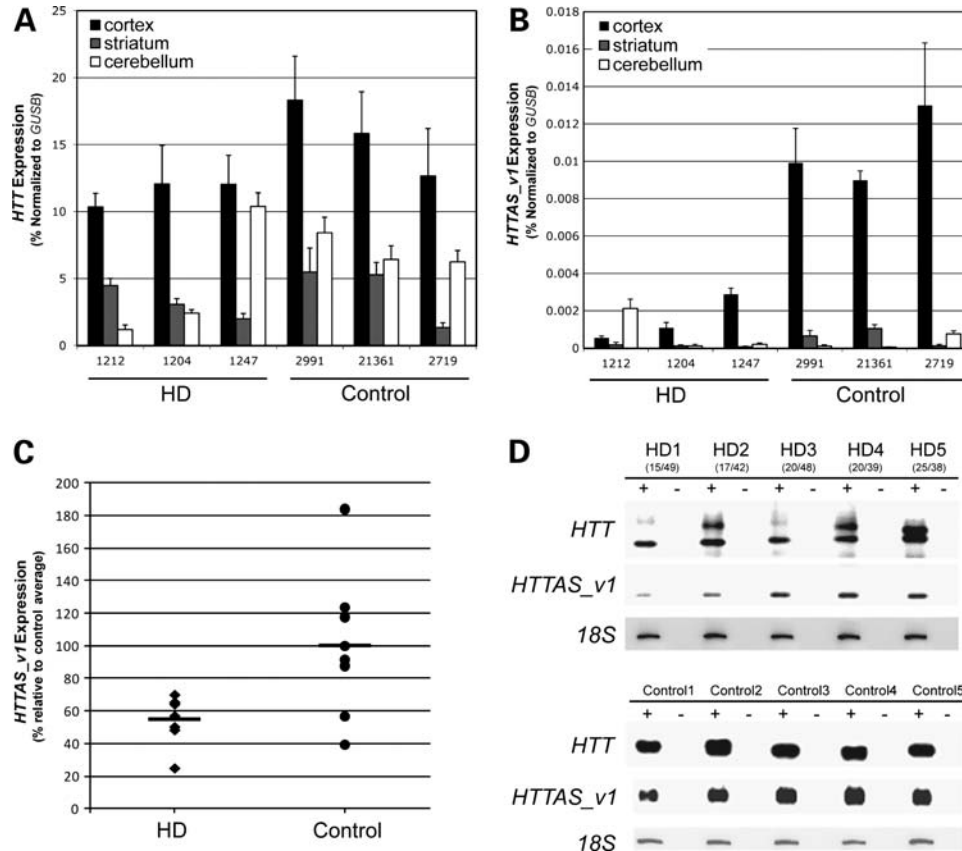 A
HTT Expression
(% Normalized to GUSB)
25
20
15
10
5
0
cortex
striatum
cerebellum
1212 1204 1247 2991 21361 2719
HD Control
B
HTTAS_v1 Expression
(% Normalized to GUSB)
0.016
0.014
0.012
0.01
0.008
0.006
0.004
0.002
0
cortex
striatum
cerebellum
1212 1204 1247 2991 21361 2719
HD Control
C
HTTAS_v1 Expression
(% relative to control average)
200
180
160
140
120
100
80
60
40
20
0
HD Control
D
HD1 HD2 HD3 HD4 HD5
(15/49) (17/42) (20/48) (20/39) (25/38)
+ - + - + - + - + -
HTT
HTTAS_v1
18S
Control1 Control2 Control3 Control4 Control5
+ - + - + - + - + -
HTT
HTTAS_v1
18S